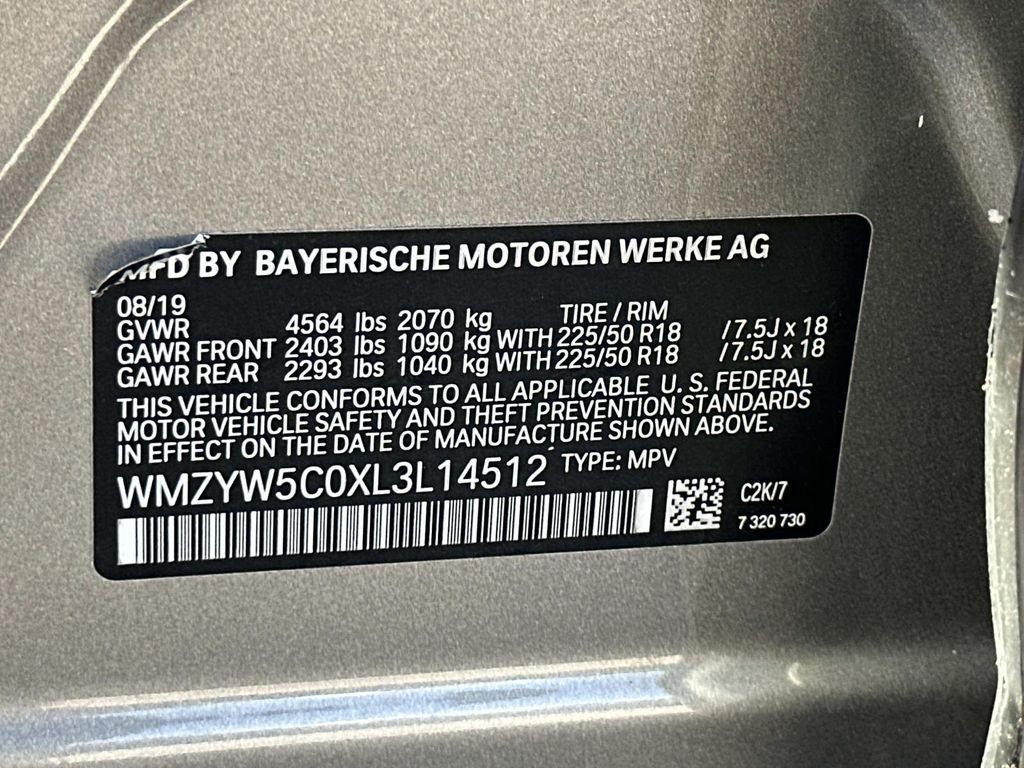 MFD BY BAYERISCHE MOTOREN WERKE AG
08/19 TIRE / RIM
GVWR 4564 lbs 2070 kg
GAWR FRONT 2403 lbs 1090 kg WITH 225/50 R18 /7.5J x 18
GAWR REAR 2293 lbs 1040 kg WITH 225/50 R18 /7.5J x 18
THIS VEHICLE CONFORMS TO ALL APPLICABLE U. S. FEDERAL
MOTOR VEHICLE SAFETY AND THEFT PREVENTION STANDARDS
IN EFFECT ON THE DATE OF MANUFACTURE SHOWN ABOVE.
WMZYW5C0XL3L14512 TYPE: MPV
C2K/7
7 320 730